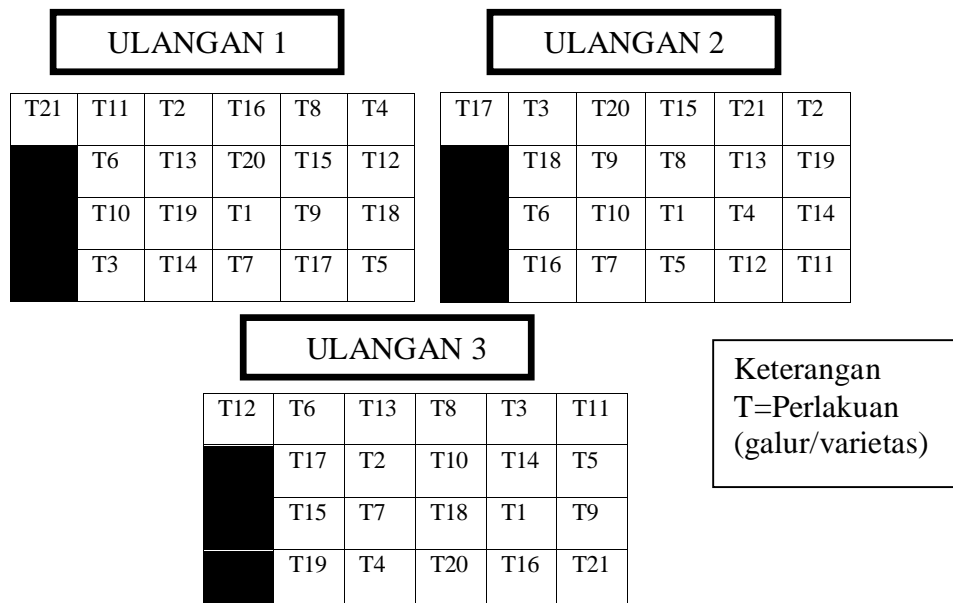 ULANGAN 1
T21 T11 T2 T16 T8 T4
T6 T13 T20 T15 T12
T10 T19 T1 T9 T18
T3 T14 T7 T17 T5
ULANGAN 2
T17 T3 T20 T15 T21 T2
T18 T9 T8 T13 T19
T6 T10 T1 T4 T14
T16 T7 T5 T12 T11
ULANGAN 3
T12 T6 T13 T8 T3 T11
T17 T2 T10 T14 T5
T15 T7 T18 T1 T9
T19 T4 T20 T16 T21
Keterangan
T=Perlakuan
(galur/varietas)